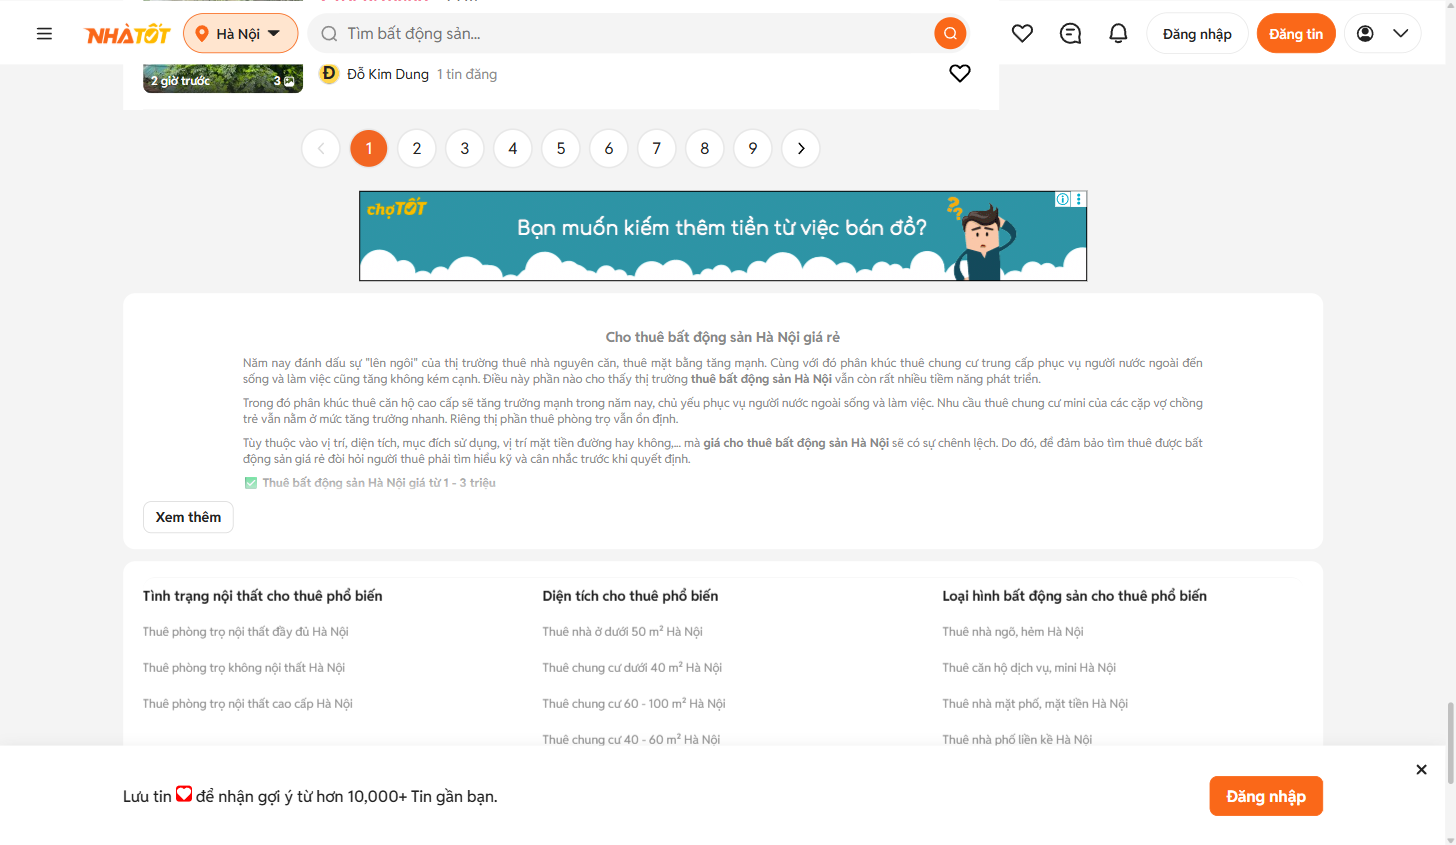 NHÀ TỐT
Hà Nội
Tìm bất động sản...
Đăng nhập
Đăng tin
2 giờ trước
3
Đ
Đỗ Kim Dung 1 tin đăng
1 2 3 4 5 6 7 8 9
chợTỐT
Bạn muốn kiếm thêm tiền từ việc bán đồ?
??
Cho thuê bất động sản Hà Nội giá rẻ
Năm nay đánh dấu sự "lên ngôi" của thị trường thuê nhà nguyên căn, thuê mặt bằng tăng mạnh. Cùng với đó phân khúc thuê chung cư trung cấp phục vụ người nước ngoài đến
sống và làm việc cũng tăng không kém cạnh. Điều này phần nào cho thấy thị trường thuê bất động sản Hà Nội vẫn còn rất nhiều tiềm năng phát triển.
Trong đó phân khúc thuê căn hộ cao cấp sẽ tăng trưởng mạnh trong năm nay, chủ yếu phục vụ người nước ngoài sống và làm việc. Nhu cầu thuê chung cư mini của các cặp vợ chồng
trẻ vẫn nằm ở mức tăng trưởng nhanh. Riêng thị phần thuê phòng trọ vẫn ổn định.
Tùy thuộc vào vị trí, diện tích, mục đích sử dụng, vị trí mặt tiền đường hay không,... mà giá cho thuê bất động sản Hà Nội sẽ có sự chênh lệch. Do đó, để đảm bảo tìm thuê được bất
động sản giá rẻ đòi hỏi người thuê phải tìm hiểu kỹ và cân nhắc trước khi quyết định.
✅ Thuê bất động sản Hà Nội giá từ 1 - 3 triệu
Xem thêm
Tình trạng nội thất cho thuê phổ biến
Thuê phòng trọ nội thất đầy đủ Hà Nội
Thuê phòng trọ không nội thất Hà Nội
Thuê phòng trọ nội thất cao cấp Hà Nội
Diện tích cho thuê phổ biến
Thuê nhà ở dưới 50 m² Hà Nội
Thuê chung cư dưới 40 m² Hà Nội
Thuê chung cư 60 - 100 m² Hà Nội
Thuê chung cư 40 - 60 m² Hà Nội
Loại hình bất động sản cho thuê phổ biến
Thuê nhà ngõ, hẻm Hà Nội
Thuê căn hộ dịch vụ, mini Hà Nội
Thuê nhà mặt phố, mặt tiền Hà Nội
Thuê nhà phố liền kề Hà Nội
Lưu tin để nhận gợi ý từ hơn 10,000+ Tin gần bạn.
Đăng nhập